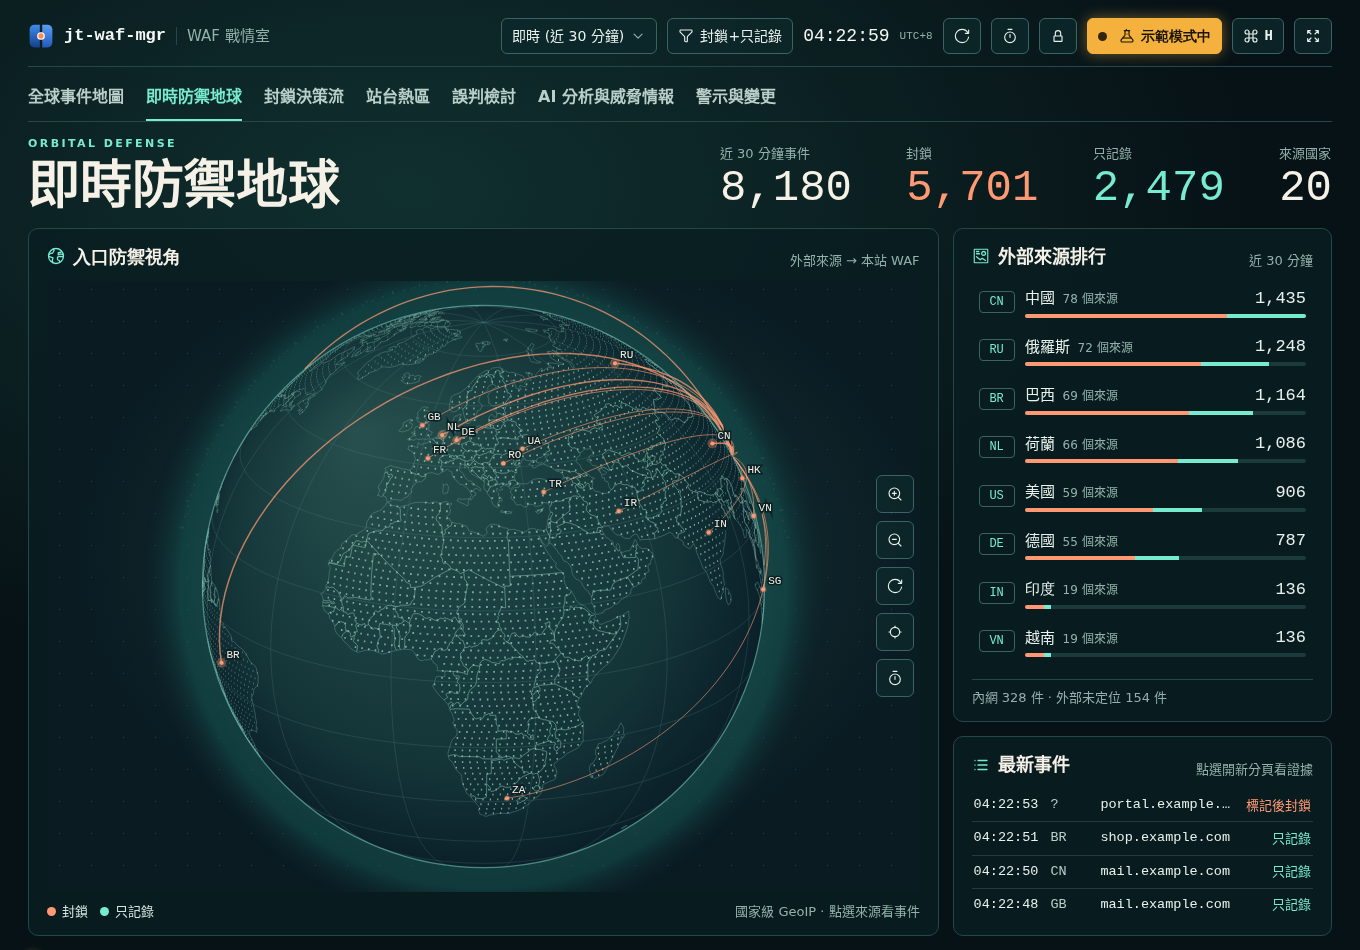 jt-waf-mgr WAF 戰情室 即時 (近 30 分鐘) 封鎖+只記錄 04:22:59 UTC+8 示範模式中 ⌘ H
全球事件地圖 即時防禦地球 封鎖決策流 站台熱區 誤判檢討 AI 分析與威脅情報 警示與變更
ORBITAL DEFENSE
即時防禦地球
近 30 分鐘事件 封鎖 只記錄 來源國家
8,180 5,701 2,479 20
入口防禦視角 外部來源 → 本站 WAF
RU
GB
NL
DE
CN
UA
FR
RO
HK
TR
IR
VN
IN
SG
BR
ZA
封鎖 只記錄 國家級 GeoIP · 點選來源看事件
外部來源排行 近 30 分鐘
CN 中國 78 個來源 1,435
RU 俄羅斯 72 個來源 1,248
BR 巴西 69 個來源 1,164
NL 荷蘭 66 個來源 1,086
US 美國 59 個來源 906
DE 德國 55 個來源 787
IN 印度 19 個來源 136
VN 越南 19 個來源 136
內網 328 件 · 外部未定位 154 件
最新事件 點選開新分頁看證據
04:22:53 ? portal.example.… 標記後封鎖
04:22:51 BR shop.example.com 只記錄
04:22:50 CN mail.example.com 只記錄
04:22:48 GB mail.example.com 只記錄